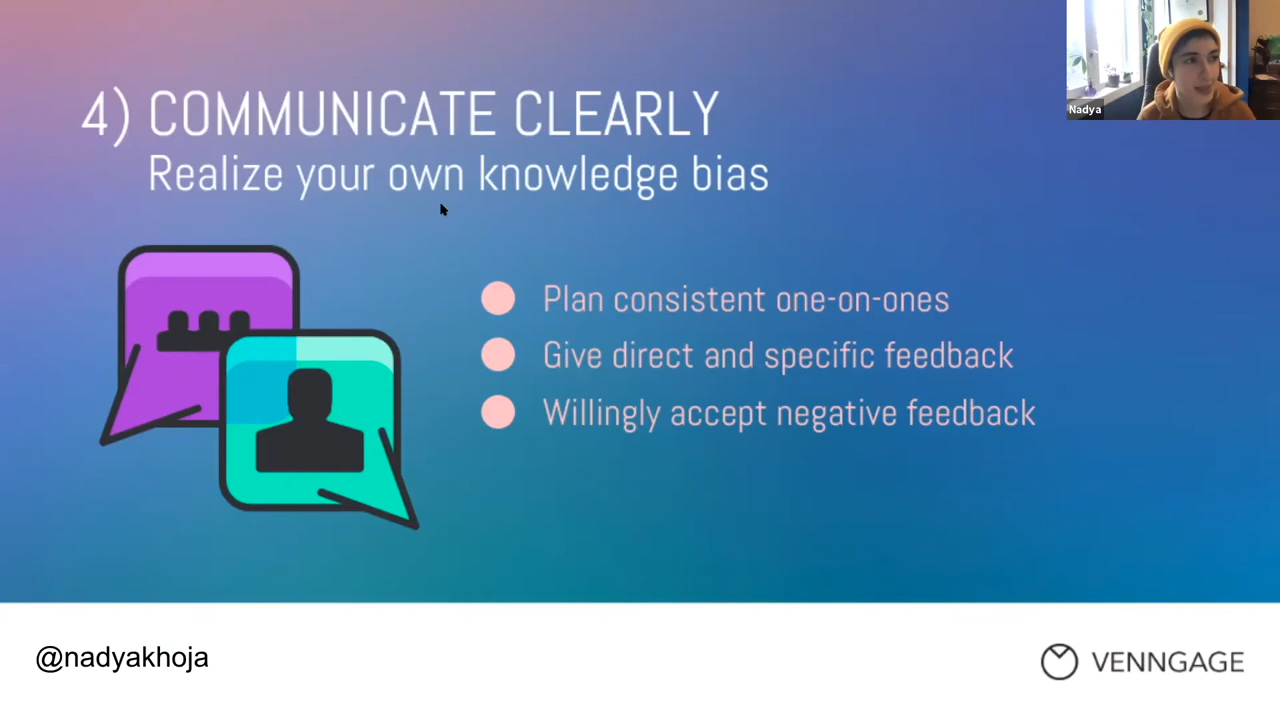 Nadya
4) COMMUNICATE CLEARLY
Realize your own knowledge bias
Plan consistent one-on-ones
Give direct and specific feedback
Willingly accept negative feedback
@nadyakhoja
VENNGAGE